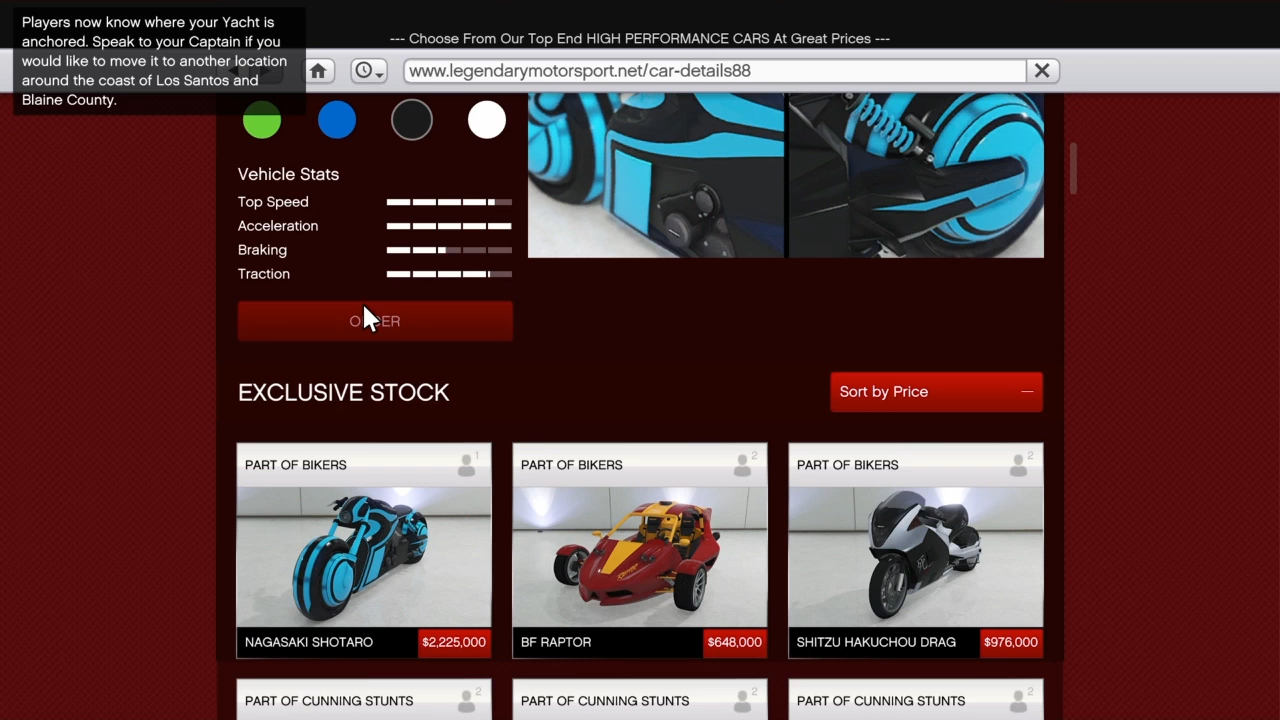 Players now know where your Yacht is
anchored. Speak to your Captain if you
would like to move it to another location
around the coast of Los Santos and
Blaine County.
--- Choose From Our Top End HIGH PERFORMANCE CARS At Great Prices ---
www.legendarymotorsport.net/car-details88
Vehicle Stats
Top Speed
Acceleration
Braking
Traction
EXCLUSIVE STOCK
Sort by Price
PART OF BIKERS 1
PART OF BIKERS 2
PART OF BIKERS 2
NAGASAKI SHOTARO $2,225,000
BF RAPTOR $648,000
SHITZU HAKUCHOU DRAG $976,000
PART OF CUNNING STUNTS 2
PART OF CUNNING STUNTS 2
PART OF CUNNING STUNTS 2